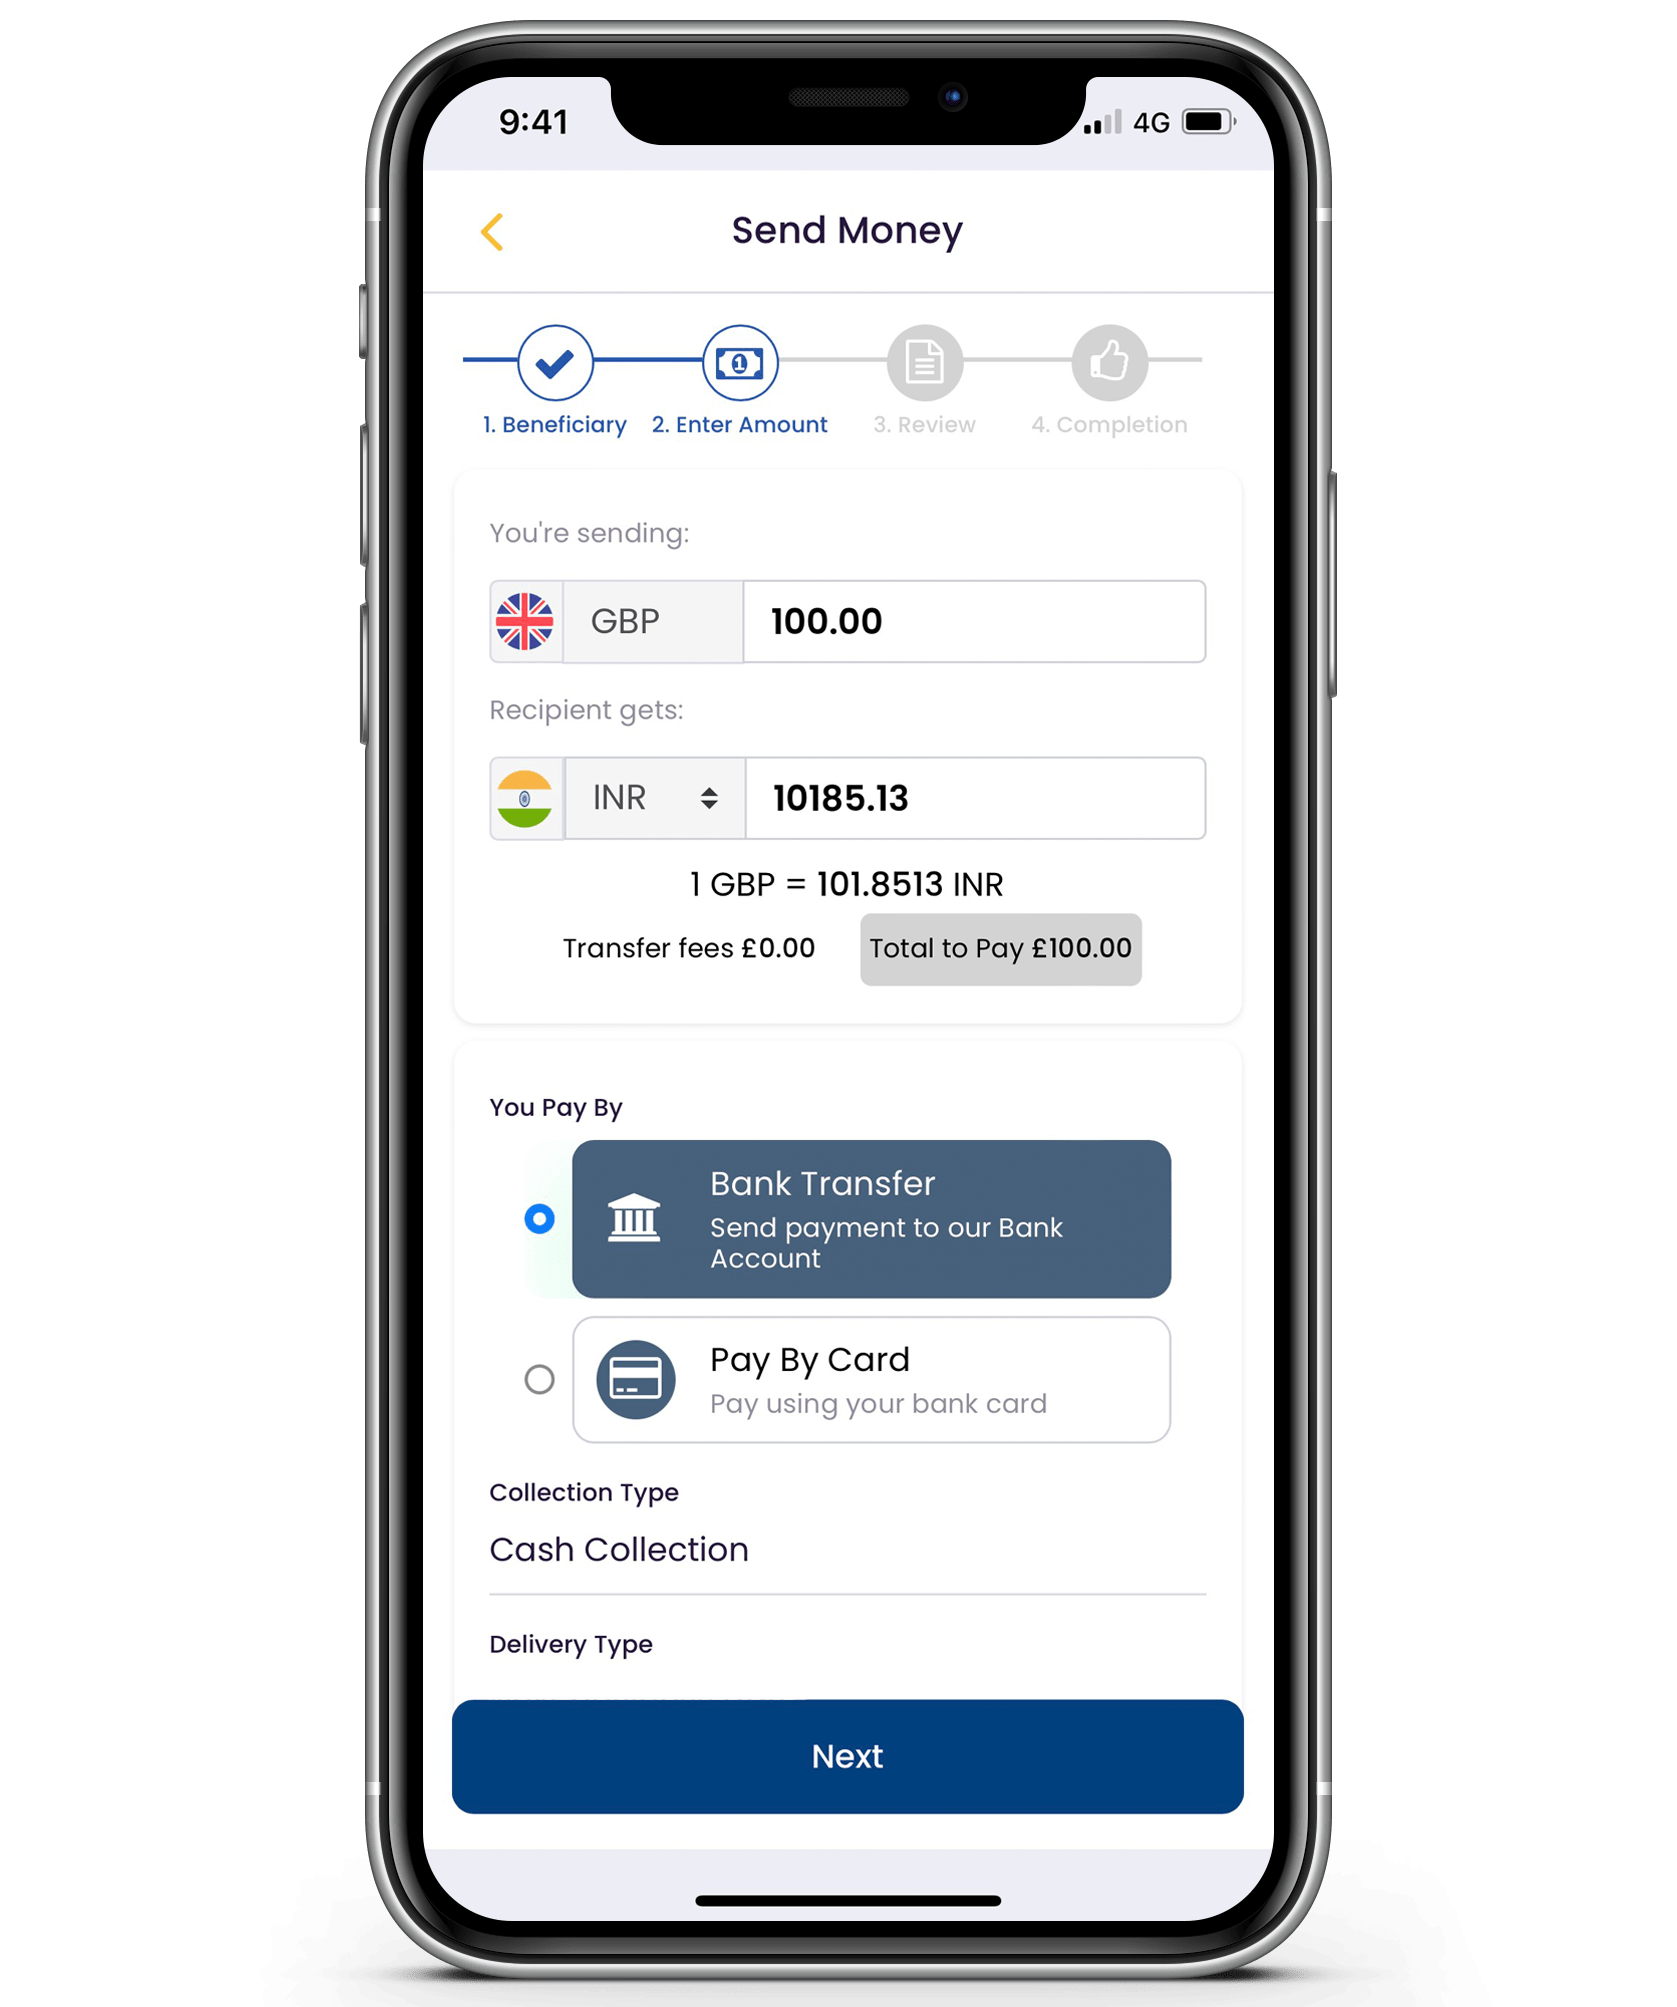 9:41 4G
Send Money
1. Beneficiary 2. Enter Amount 3. Review 4. Completion
You're sending:
GBP 100.00
Recipient gets:
INR 10185.13
1 GBP = 101.8513 INR
Transfer fees £0.00 Total to Pay £100.00
You Pay By
Bank Transfer
Send payment to our Bank
Account
Pay By Card
Pay using your bank card
Collection Type
Cash Collection
Delivery Type
Next